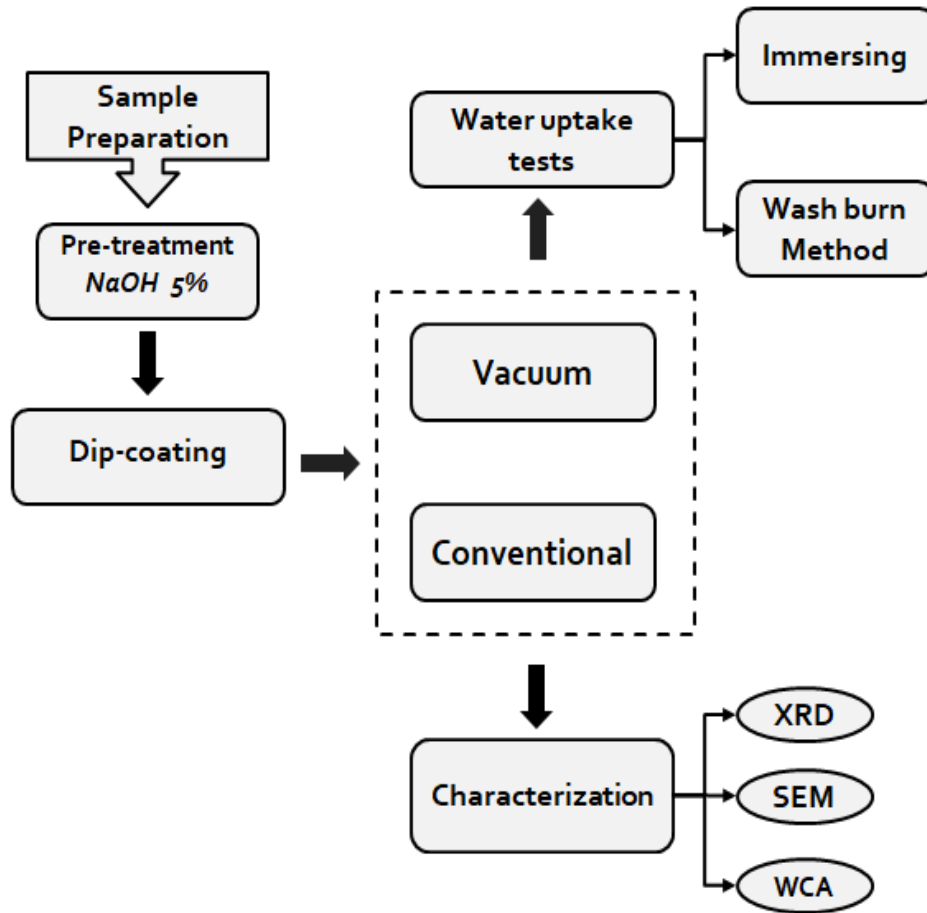 Sample
Preparation
Pre-treatment
NaOH 5%
Dip-coating
Vacuum
Conventional
Water uptake
tests
Immersing
Wash burn
Method
Characterization
XRD
SEM
WCA